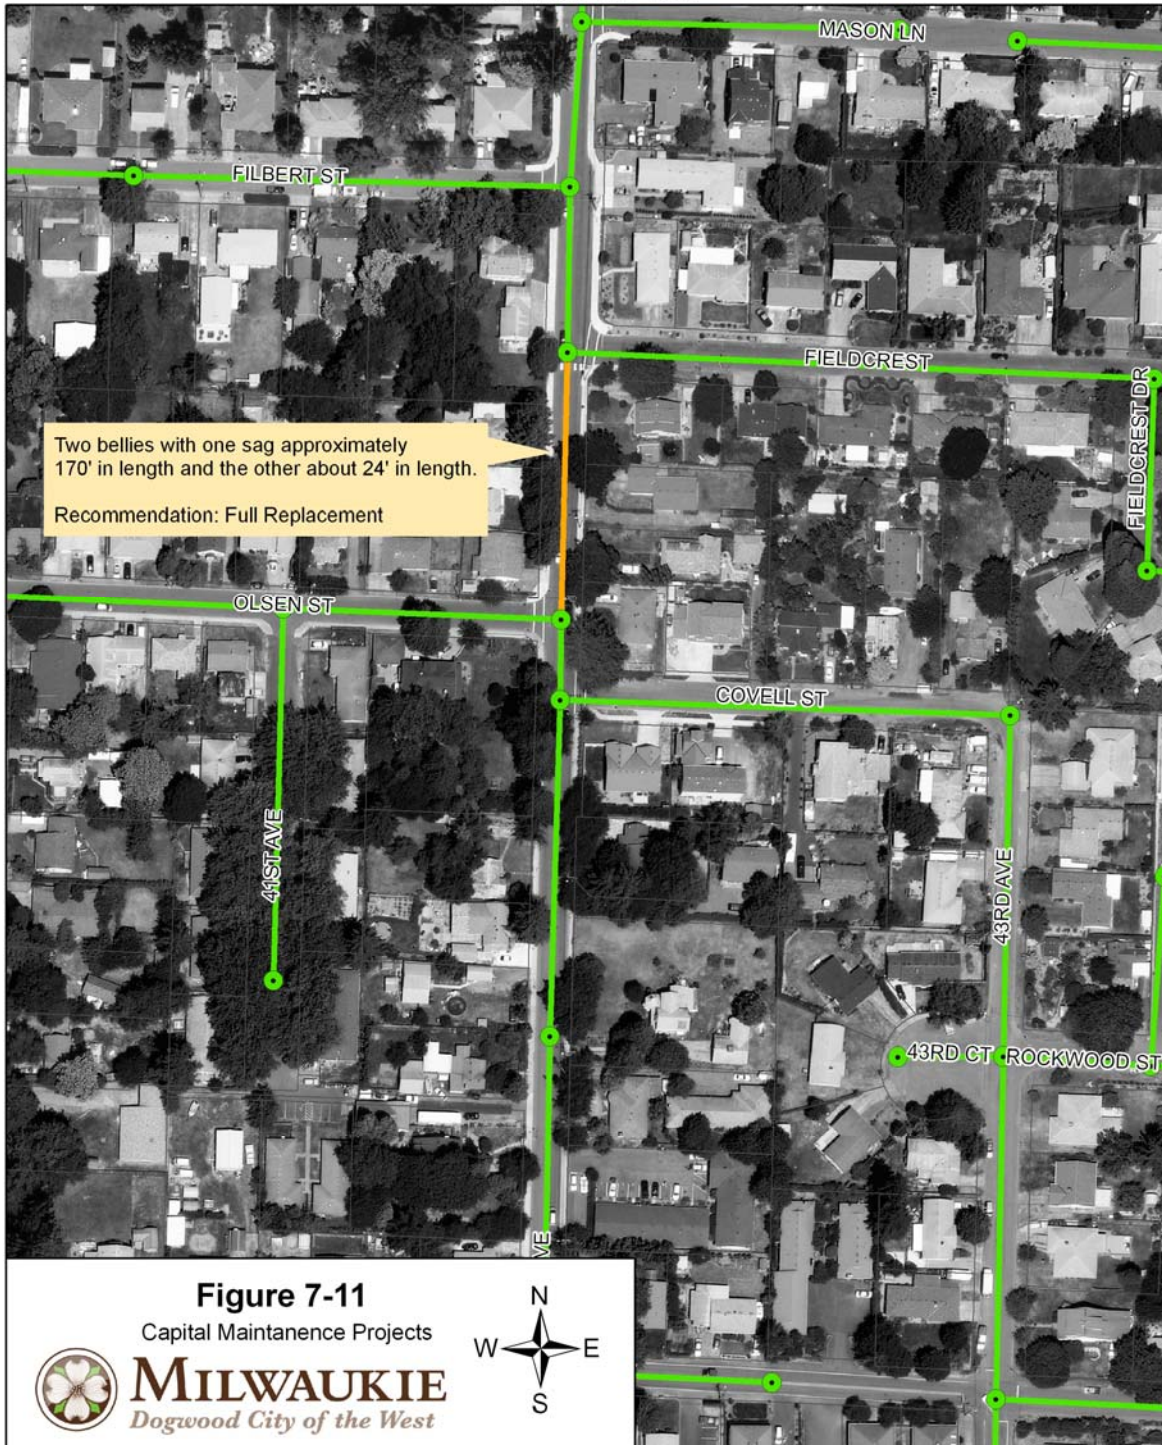 MASON LN
FILBERT ST
FIELDCREST
FIELDCREST DR
Two bellies with one sag approximately
170' in length and the other about 24' in length.
Recommendation: Full Replacement
OLSEN ST
COVELL ST
41ST AVE
43RD AVE
43RD CT
ROCKWOOD ST
VE
Figure 7-11
Capital Maintanence Projects
N
W
E
S
MILWAUKIE
Dogwood City of the West